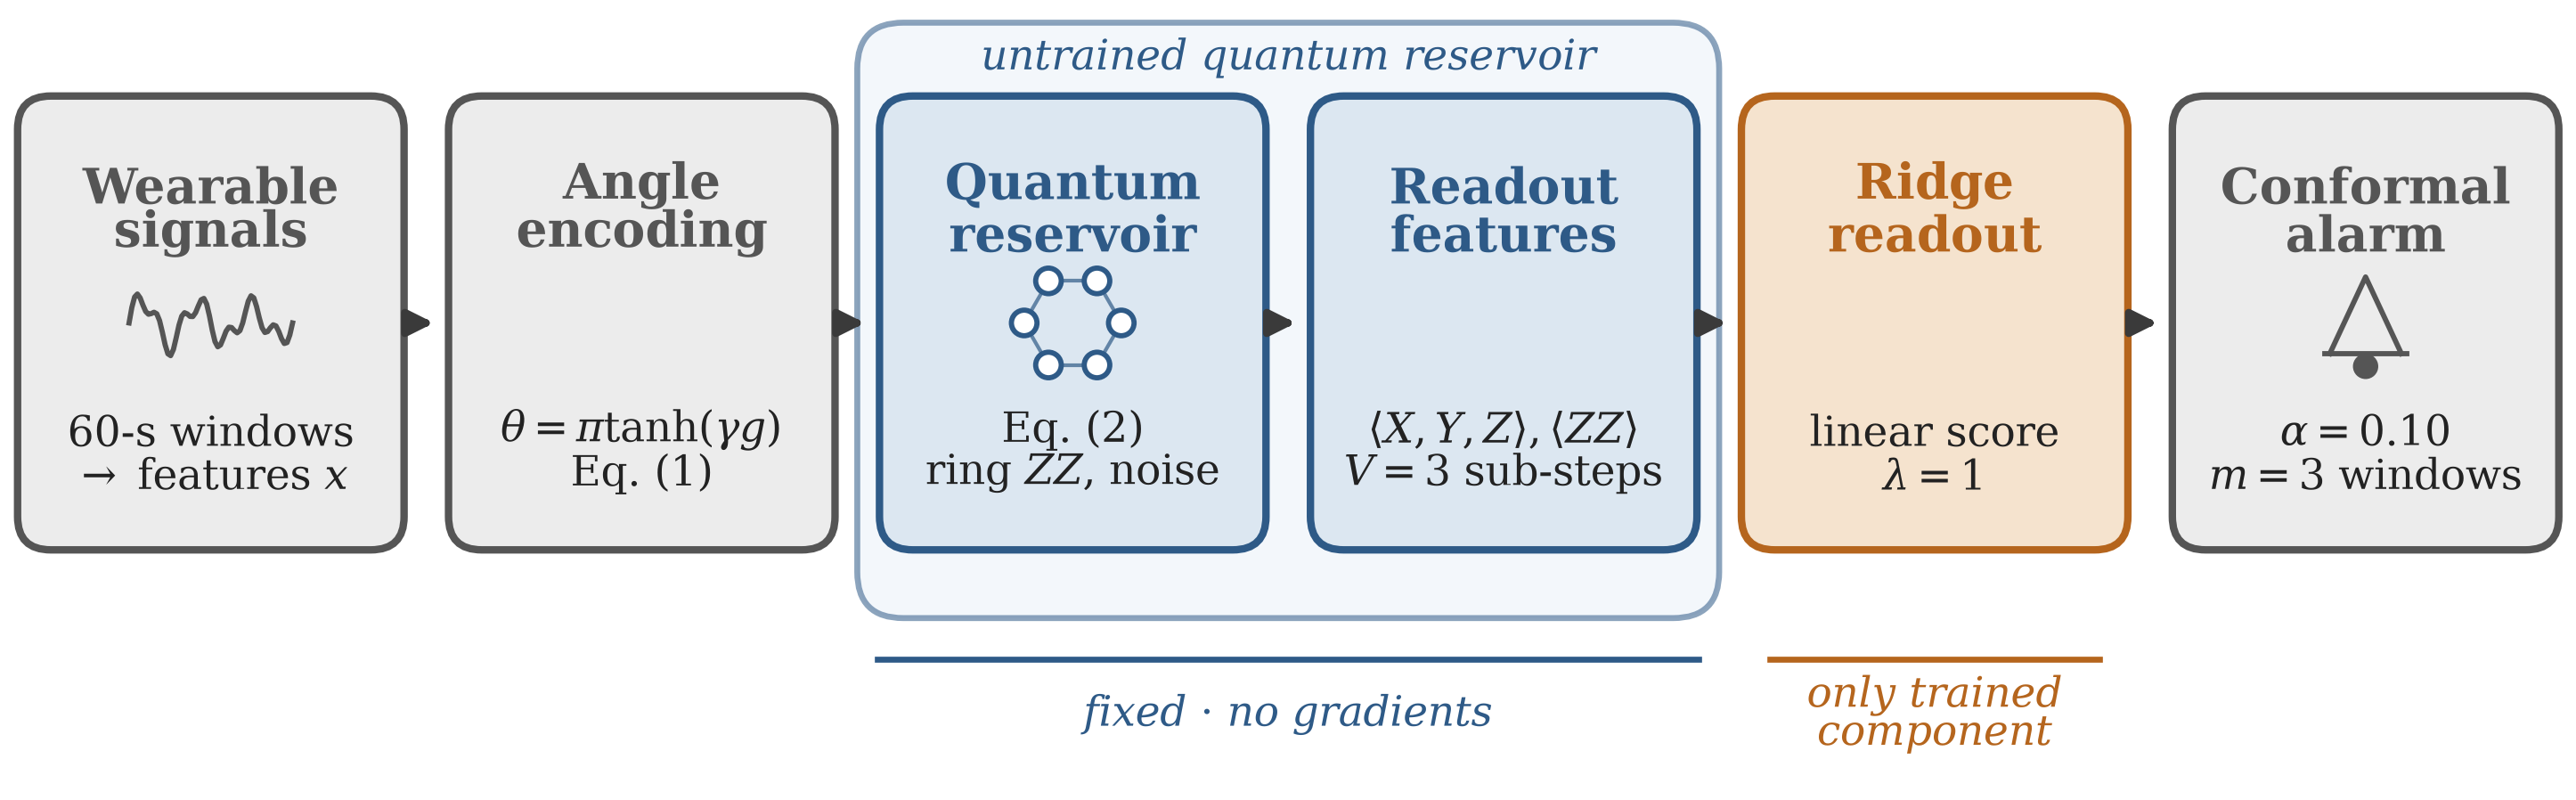 untrained quantum reservoir
Wearable
signals
60-s windows
→ features x
Angle
encoding
θ = πtanh(γg)
Eq. (1)
Quantum
reservoir
Eq. (2)
ring ZZ, noise
Readout
features
⟨X, Y, Z⟩, ⟨ZZ⟩
V = 3 sub-steps
Ridge
readout
linear score
λ = 1
Conformal
alarm
α = 0.10
m = 3 windows
fixed · no gradients
only trained
component